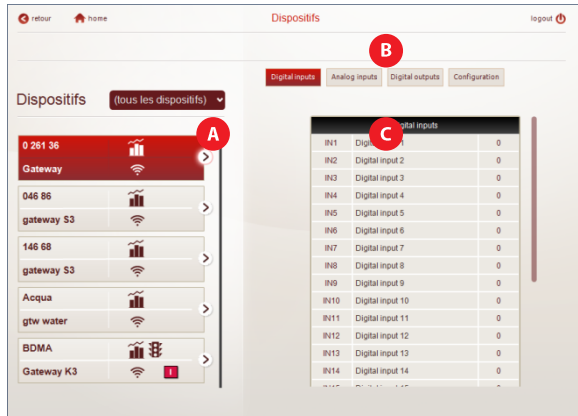 retour
home
Dispositifs
logout
B
Digital inputs
Analog inputs
Digital outputs
Configuration
Dispositifs
(tous les dispositifs)
A
0 261 36
Gateway
046 86
gateway S3
146 68
gateway S3
Acqua
gtw water
BDMA
Gateway K3
I
C
inputs
IN1 1 0
IN2 Digital input 2 0
IN3 Digital input 3 0
IN4 Digital input 4 0
IN5 Digital input 5 0
IN6 Digital input 6 0
IN7 Digital input 7 0
IN8 Digital input 8 0
IN9 Digital input 9 0
IN10 Digital input 10 0
IN11 Digital input 11 0
IN12 Digital input 12 0
IN13 Digital input 13 0
IN14 Digital input 14 0